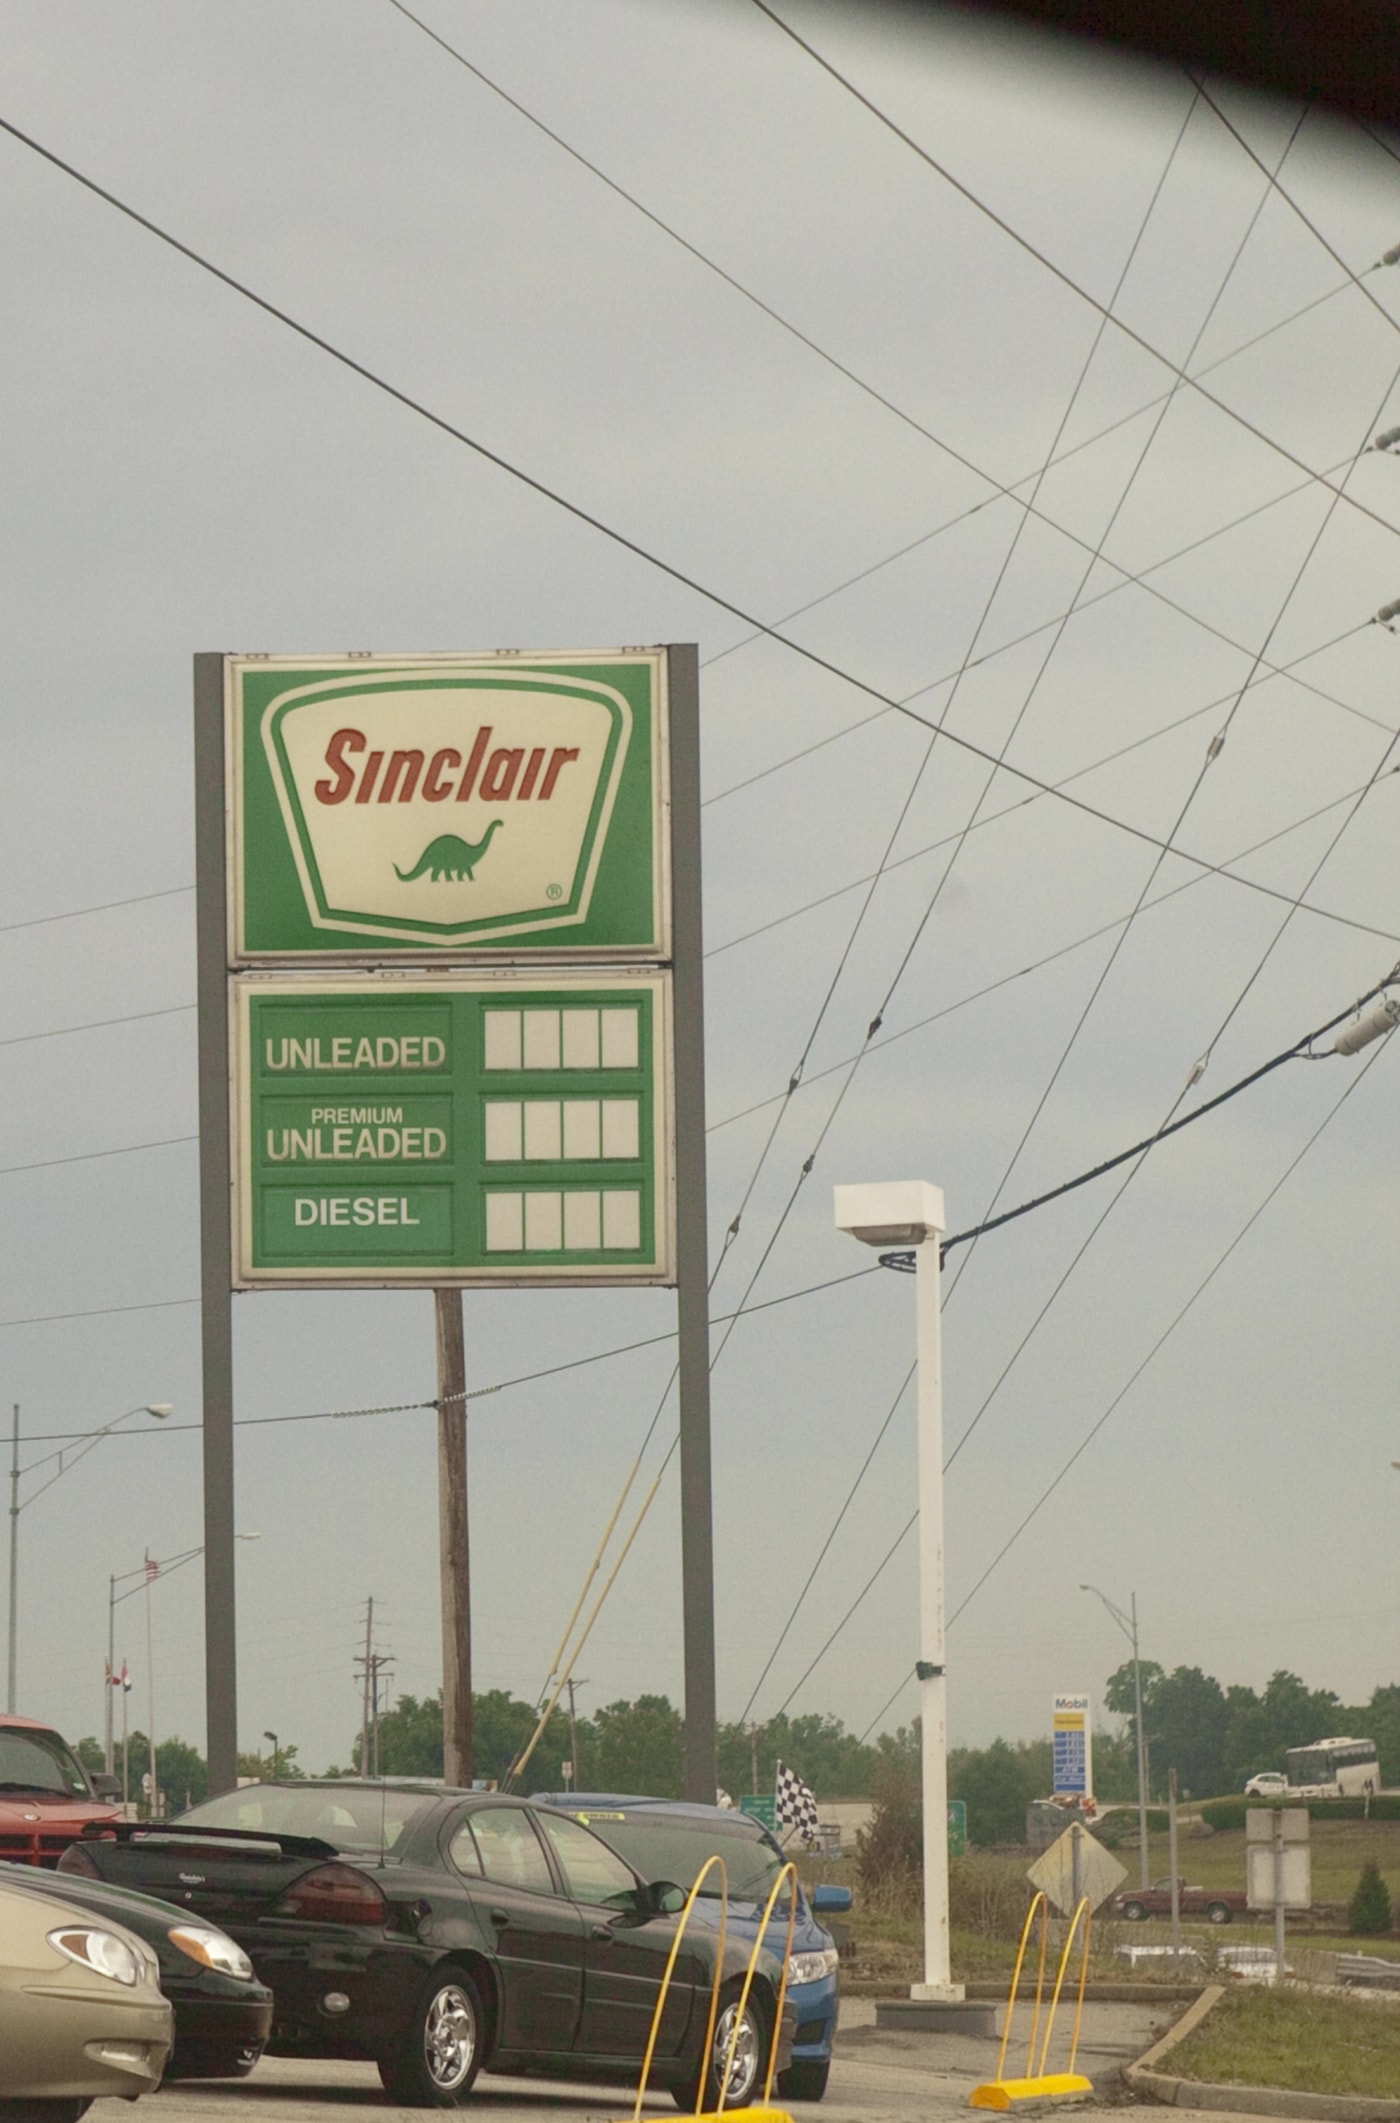 Sinclair
®
UNLEADED
PREMIUM
UNLEADED
DIESEL
Mobil